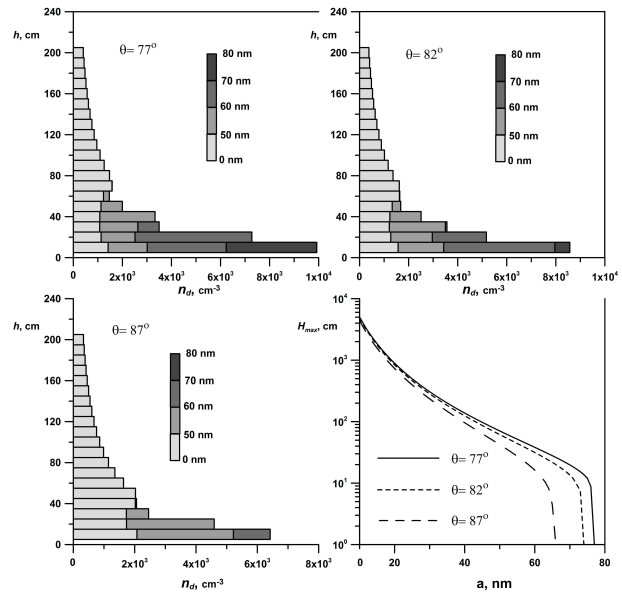 h, cm
240
200
160
120
80
40
0
θ= 77°
80 nm
70 nm
60 nm
50 nm
0 nm
0 2x10³ 4x10³ 6x10³ 8x10³ 1x10⁴
n_d, cm⁻³
h, cm
240
200
160
120
80
40
0
θ= 82°
80 nm
70 nm
60 nm
50 nm
0 nm
0 2x10³ 4x10³ 6x10³ 8x10³ 1x10⁴
n_d, cm⁻³
h, cm
240
200
160
120
80
40
0
θ= 87°
80 nm
70 nm
60 nm
50 nm
0 nm
0 2x10³ 4x10³ 6x10³ 8x10³
n_d, cm⁻³
H_max, cm
10⁴
10³
10²
10¹
10⁰
θ= 77°
θ= 82°
θ= 87°
0 20 40 60 80
a, nm